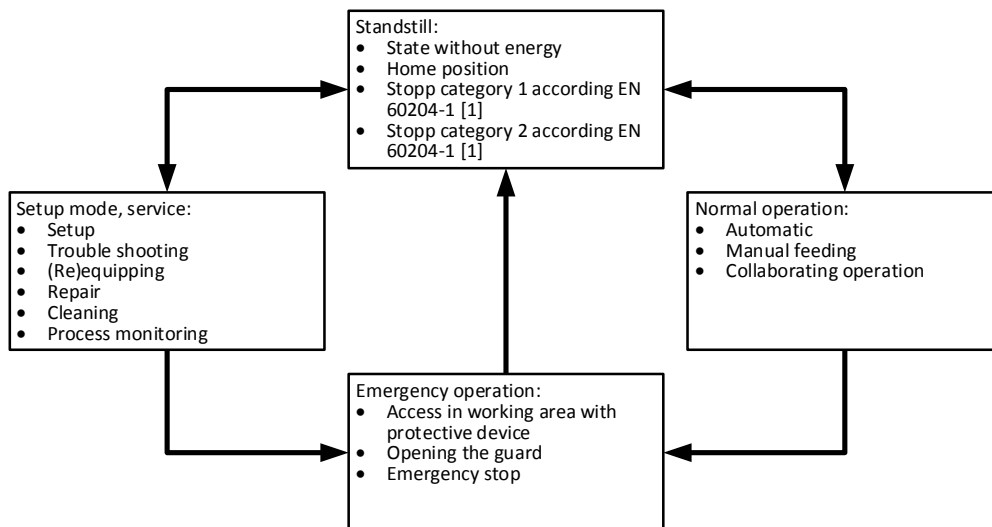 Standstill:
• State without energy
• Home position
• Stopp category 1 according EN
60204-1 [1]
• Stopp category 2 according EN
60204-1 [1]
Setup mode, service:
• Setup
• Trouble shooting
• (Re)equipping
• Repair
• Cleaning
• Process monitoring
Normal operation:
• Automatic
• Manual feeding
• Collaborating operation
Emergency operation:
• Access in working area with
protective device
• Opening the guard
• Emergency stop